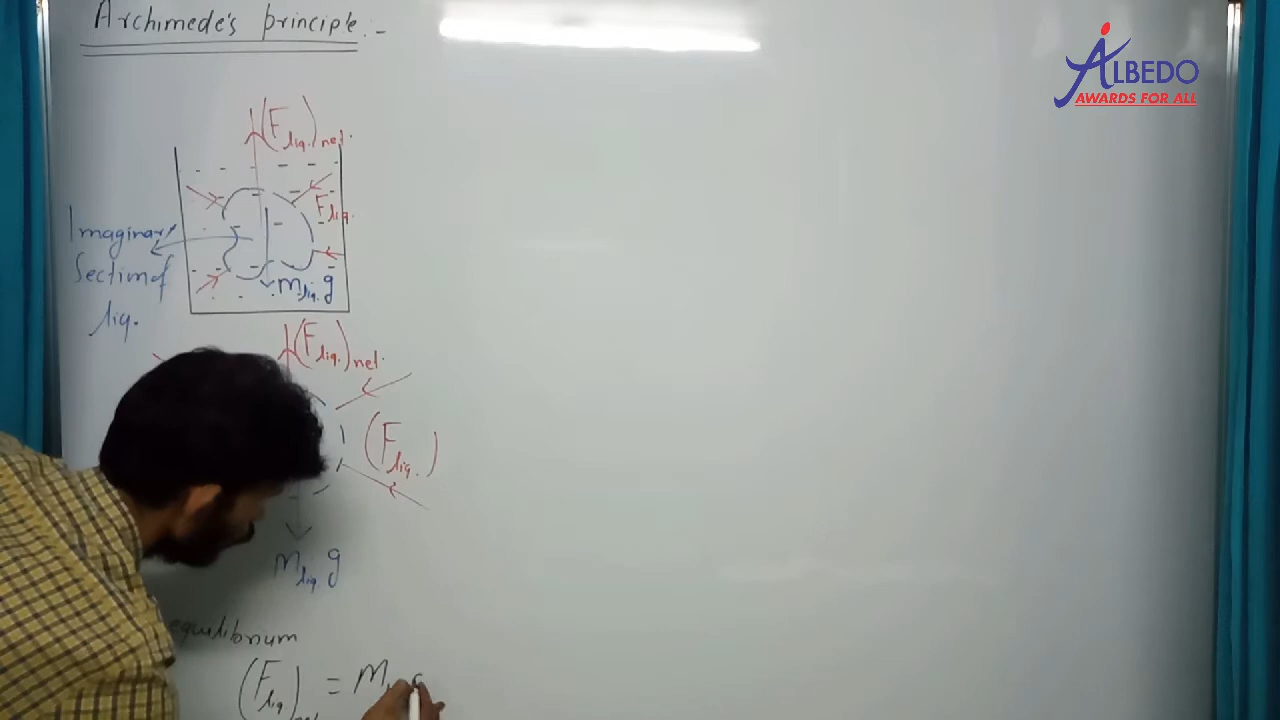 Archimede's principle:-
(F liq.) net.
F liq.
Imaginary
Section of
liq.
m liq. g
(F liq.) net.
(F liq.)
m liq. g
equilibrium
(F liq) net = m
ALBEDO
AWARDS FOR ALL